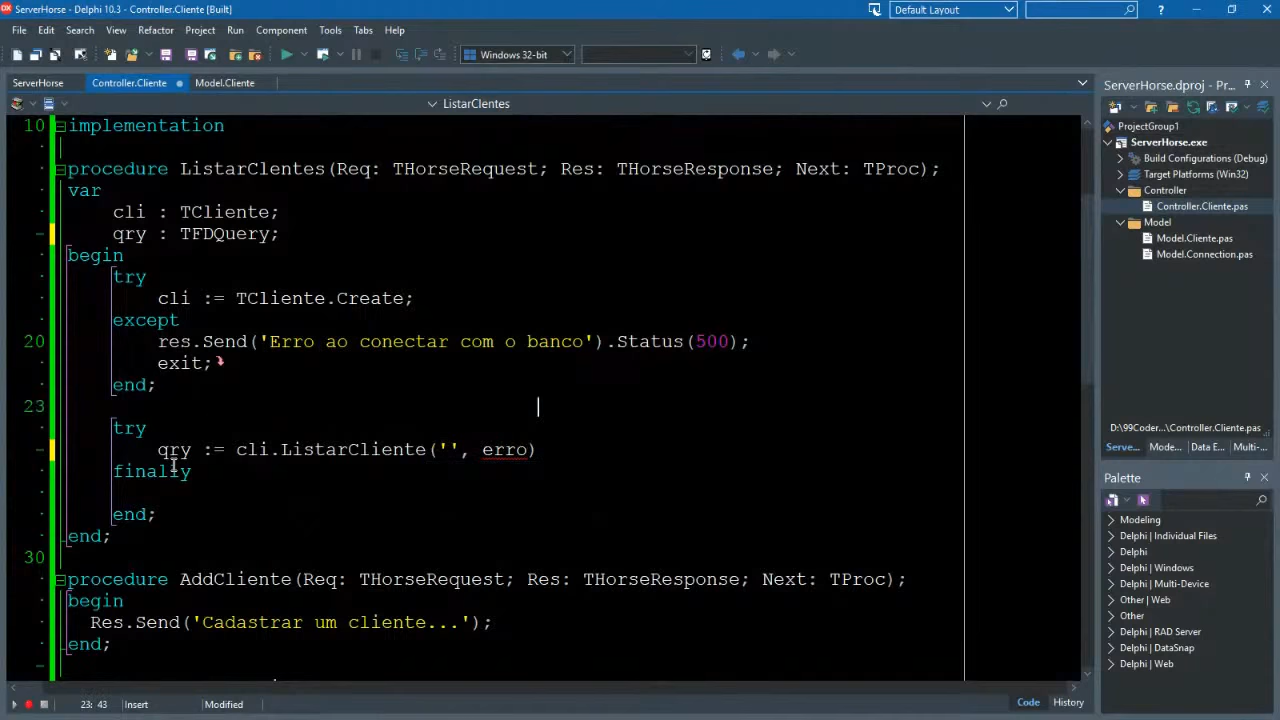 ServerHorse - Delphi 10.3 - Controller.Cliente [Built]
Default Layout
File Edit Search View Refactor Project Run Component Tools Tabs Help
Windows 32-bit
ServerHorse Controller.Cliente Model.Cliente
ListarClentes
10 implementation
procedure ListarClentes(Req: THorseRequest; Res: THorseResponse; Next: TProc);
var
cli : TCliente;
qry : TFDQuery;
begin
try
cli := TCliente.Create;
except
20 res.Send('Erro ao conectar com o banco').Status(500);
exit;
end;
23
try
qry := cli.ListarCliente('', erro)
finally
end;
end;
30
procedure AddCliente(Req: THorseRequest; Res: THorseResponse; Next: TProc);
begin
Res.Send('Cadastrar um cliente...');
end;
23: 43 Insert Modified
Code History
ServerHorse.dproj - Pr...
ProjectGroup1
ServerHorse.exe
Build Configurations (Debug)
Target Platforms (Win32)
Controller
Controller.Cliente.pas
Model
Model.Cliente.pas
Model.Connection.pas
D:\99Coder...\Controller.Cliente.pas
Serve... Mode... Data E... Multi-...
Palette
Modeling
Delphi | Individual Files
Delphi
Delphi | Windows
Delphi | Multi-Device
Other | Web
Other
Delphi | RAD Server
Delphi | DataSnap
Delphi | Web